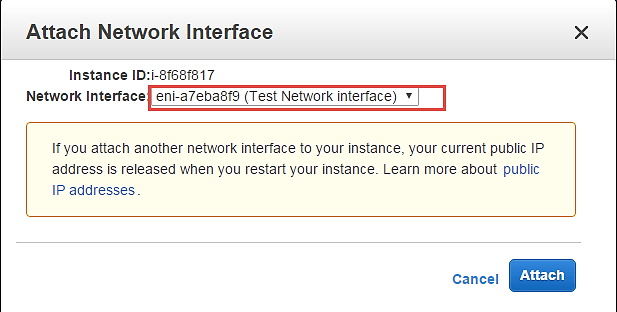 Attach Network Interface
Instance ID:i-8f68f817
Network Interface:eni-a7eba8f9 (Test Network interface)
If you attach another network interface to your instance, your current public IP
address is released when you restart your instance. Learn more about public
IP addresses.
Cancel Attach